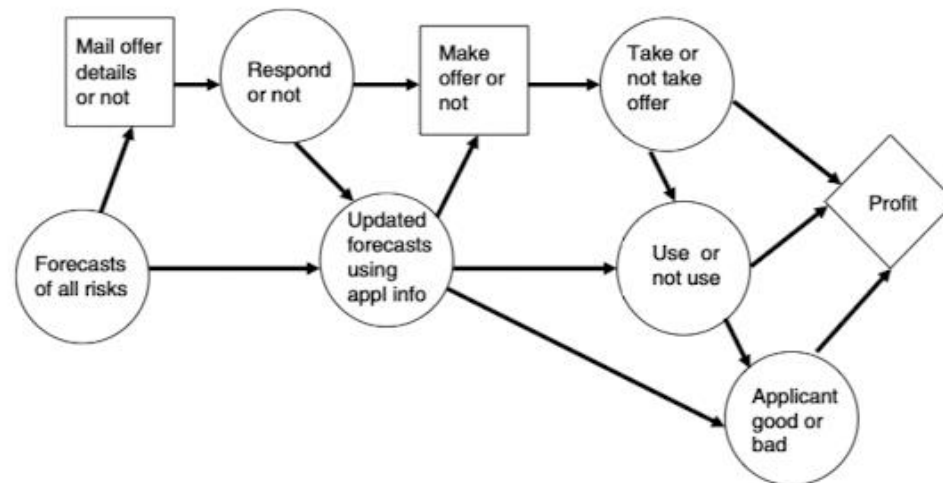 Mail offer
details
or not
Respond
or not
Make
offer or
not
Take or
not take
offer
Forecasts
of all risks
Updated
forecasts
using
appl info
Use or
not use
Profit
Applicant
good or
bad